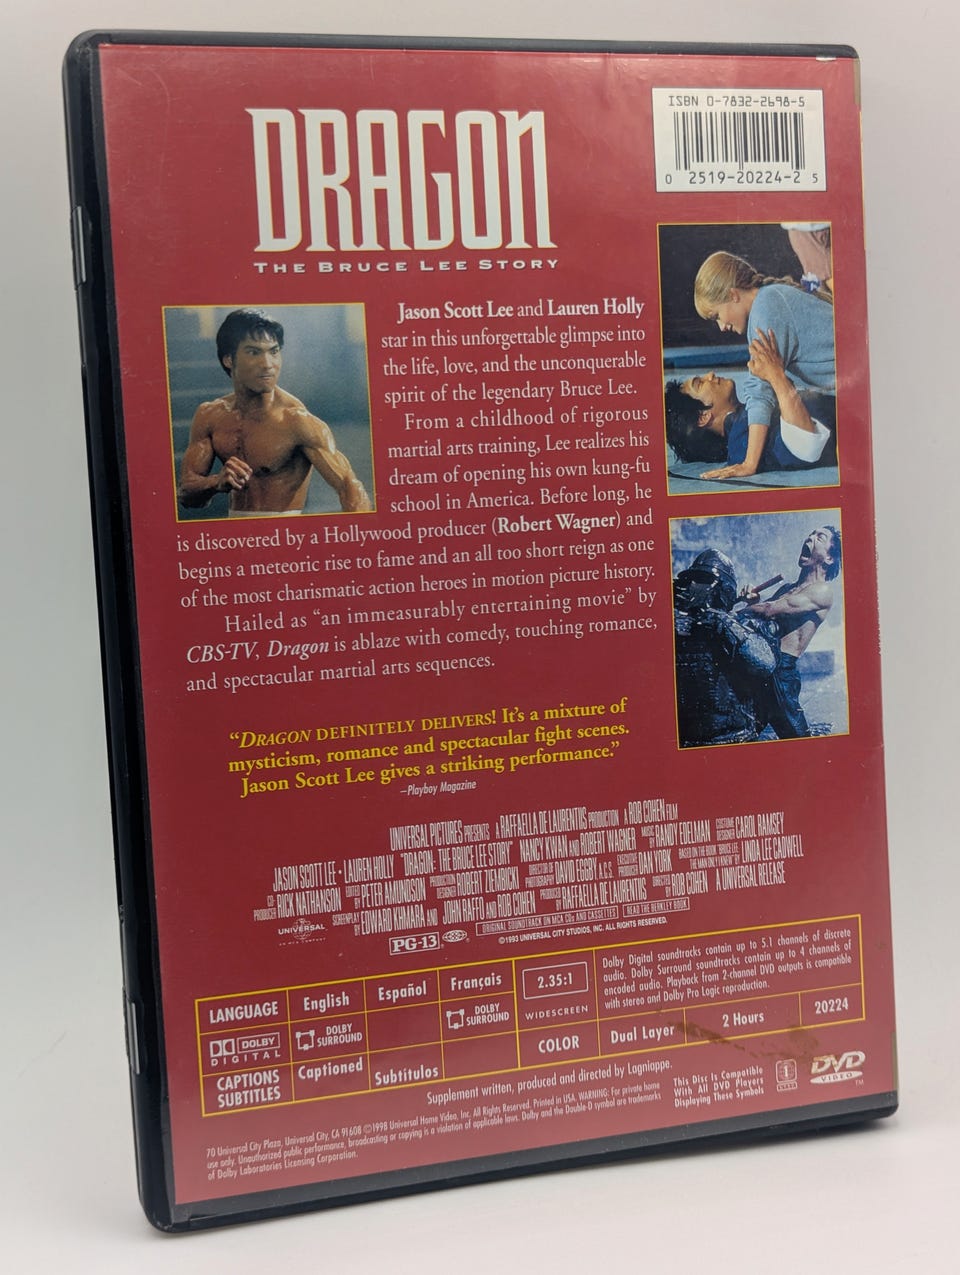 ISBN 0-7832-2698-5
0 2519-20224-2 5
DRAGON
THE BRUCE LEE STORY
Jason Scott Lee and Lauren Holly
star in this unforgettable glimpse into
the life, love, and the unconquerable
spirit of the legendary Bruce Lee.
From a childhood of rigorous
martial arts training, Lee realizes his
dream of opening his own kung-fu
school in America. Before long, he
is discovered by a Hollywood producer (Robert Wagner) and
begins a meteoric rise to fame and an all too short reign as one
of the most charismatic action heroes in motion picture history.
Hailed as “an immeasurably entertaining movie” by
CBS-TV, Dragon is ablaze with comedy, touching romance,
and spectacular martial arts sequences.
“DRAGON DEFINITELY DELIVERS! It’s a mixture of
mysticism, romance and spectacular fight scenes.
Jason Scott Lee gives a striking performance.”
–Playboy Magazine
UNIVERSAL PICTURES PRESENTS A RAFFAELLA DE LAURENTIIS PRODUCTION A ROB COHEN FILM
JASON SCOTT LEE • LAUREN HOLLY “DRAGON: THE BRUCE LEE STORY” NANCY KWAN AND ROBERT WAGNER MUSIC BY RANDY EDELMAN COSTUME DESIGNER CAROL RAMSEY
CO-PRODUCER RICK NATHANSON EDITED BY PETER AMUNDSON PRODUCTION DESIGNER ROBERT ZIEMBICKI DIRECTOR OF PHOTOGRAPHY DAVID EGGBY A.C.S. EXECUTIVE PRODUCER DAN YORK BASED ON THE BOOK “BRUCE LEE: THE MAN ONLY I KNEW” BY LINDA LEE CADWELL
SCREENPLAY BY EDWARD KHMARA AND JOHN RAFFO AND ROB COHEN PRODUCED BY RAFFAELLA DE LAURENTIIS DIRECTED BY ROB COHEN A UNIVERSAL RELEASE
UNIVERSAL
AN MCA COMPANY
PG-13
ORIGINAL SOUNDTRACK ON MCA CDs AND CASSETTES
READ THE BERKLEY BOOK
©1993 UNIVERSAL CITY STUDIOS, INC. ALL RIGHTS RESERVED.
LANGUAGE English Español Français
DOLBY DIGITAL
DOLBY SURROUND
DOLBY SURROUND
CAPTIONS SUBTITLES
Captioned
Subtitulos
2.35:1
WIDESCREEN
Dolby Digital soundtracks contain up to 5.1 channels of discrete
audio. Dolby Surround soundtracks contain up to 4 channels of
encoded audio. Playback from 2-channel DVD outputs is compatible
with stereo and Dolby Pro Logic reproduction.
COLOR Dual Layer 2 Hours 20224
Supplement written, produced and directed by Lagniappe.
This Disc Is Compatible
With All DVD Players
Displaying These Symbols
1
DVD
VIDEO
TM
70 Universal City Plaza, Universal City, CA 91608 ©1998 Universal Home Video, Inc. All Rights Reserved. Printed in USA. WARNING: For private home
use only. Unauthorized public performance, broadcasting or copying is a violation of applicable laws. Dolby and the Double-D symbol are trademarks
of Dolby Laboratories Licensing Corporation.